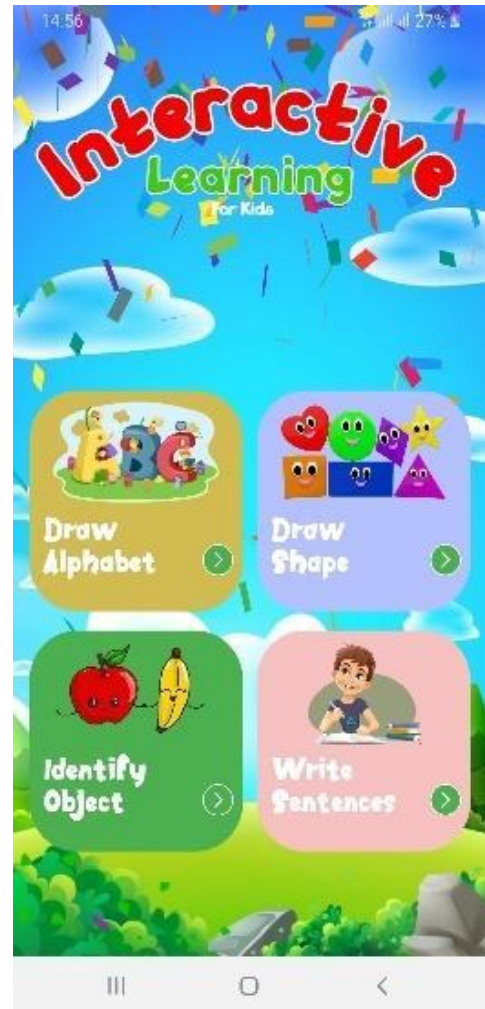 14:56 27%
Interactive
Learning
For Kids
ABC
Draw
Alphabet
Draw
Shape
Identify
Object
Write
Sentences